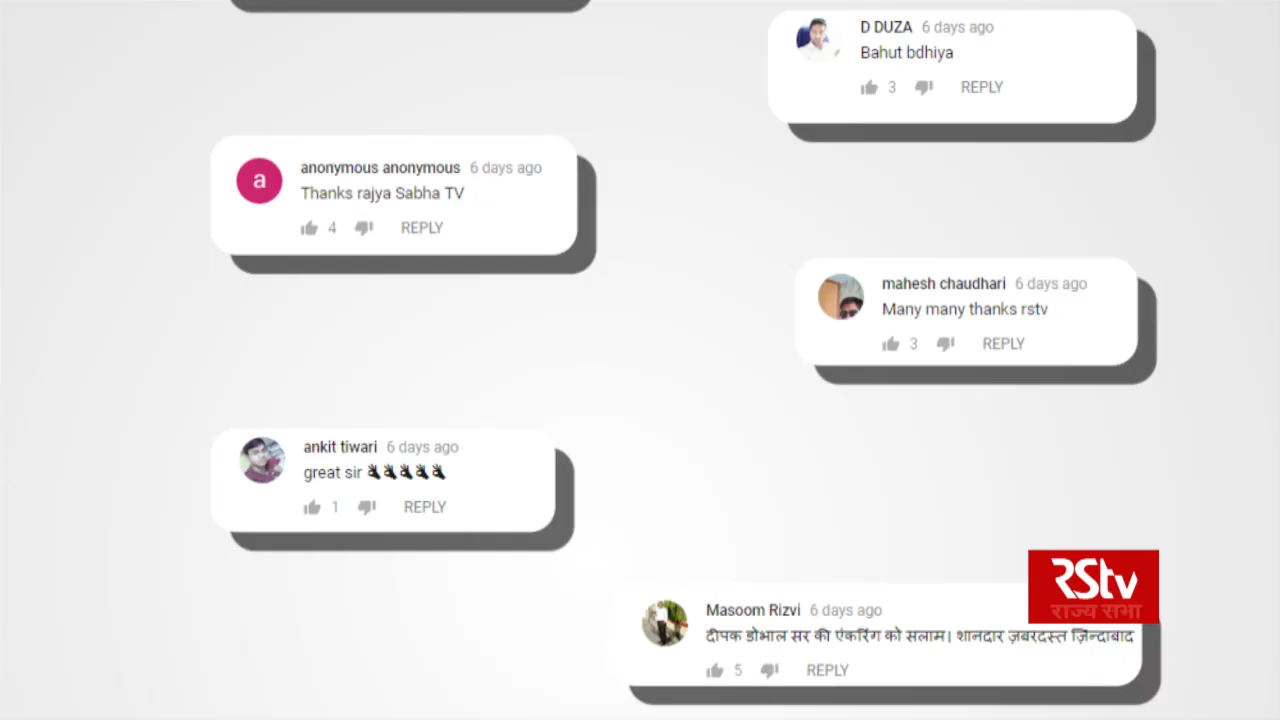 D DUZA 6 days ago
Bahut bdhiya
3 REPLY
a
anonymous anonymous 6 days ago
Thanks rajya Sabha TV
4 REPLY
mahesh chaudhari 6 days ago
Many many thanks rstv
3 REPLY
ankit tiwari 6 days ago
great sir 👌👌👌👌👌
1 REPLY
RStv
राज्य सभा
Masoom Rizvi 6 days ago
दीपक डोभाल सर की एंकरिंग को सलाम। शानदार ज़बरदस्त ज़िन्दाबाद
5 REPLY